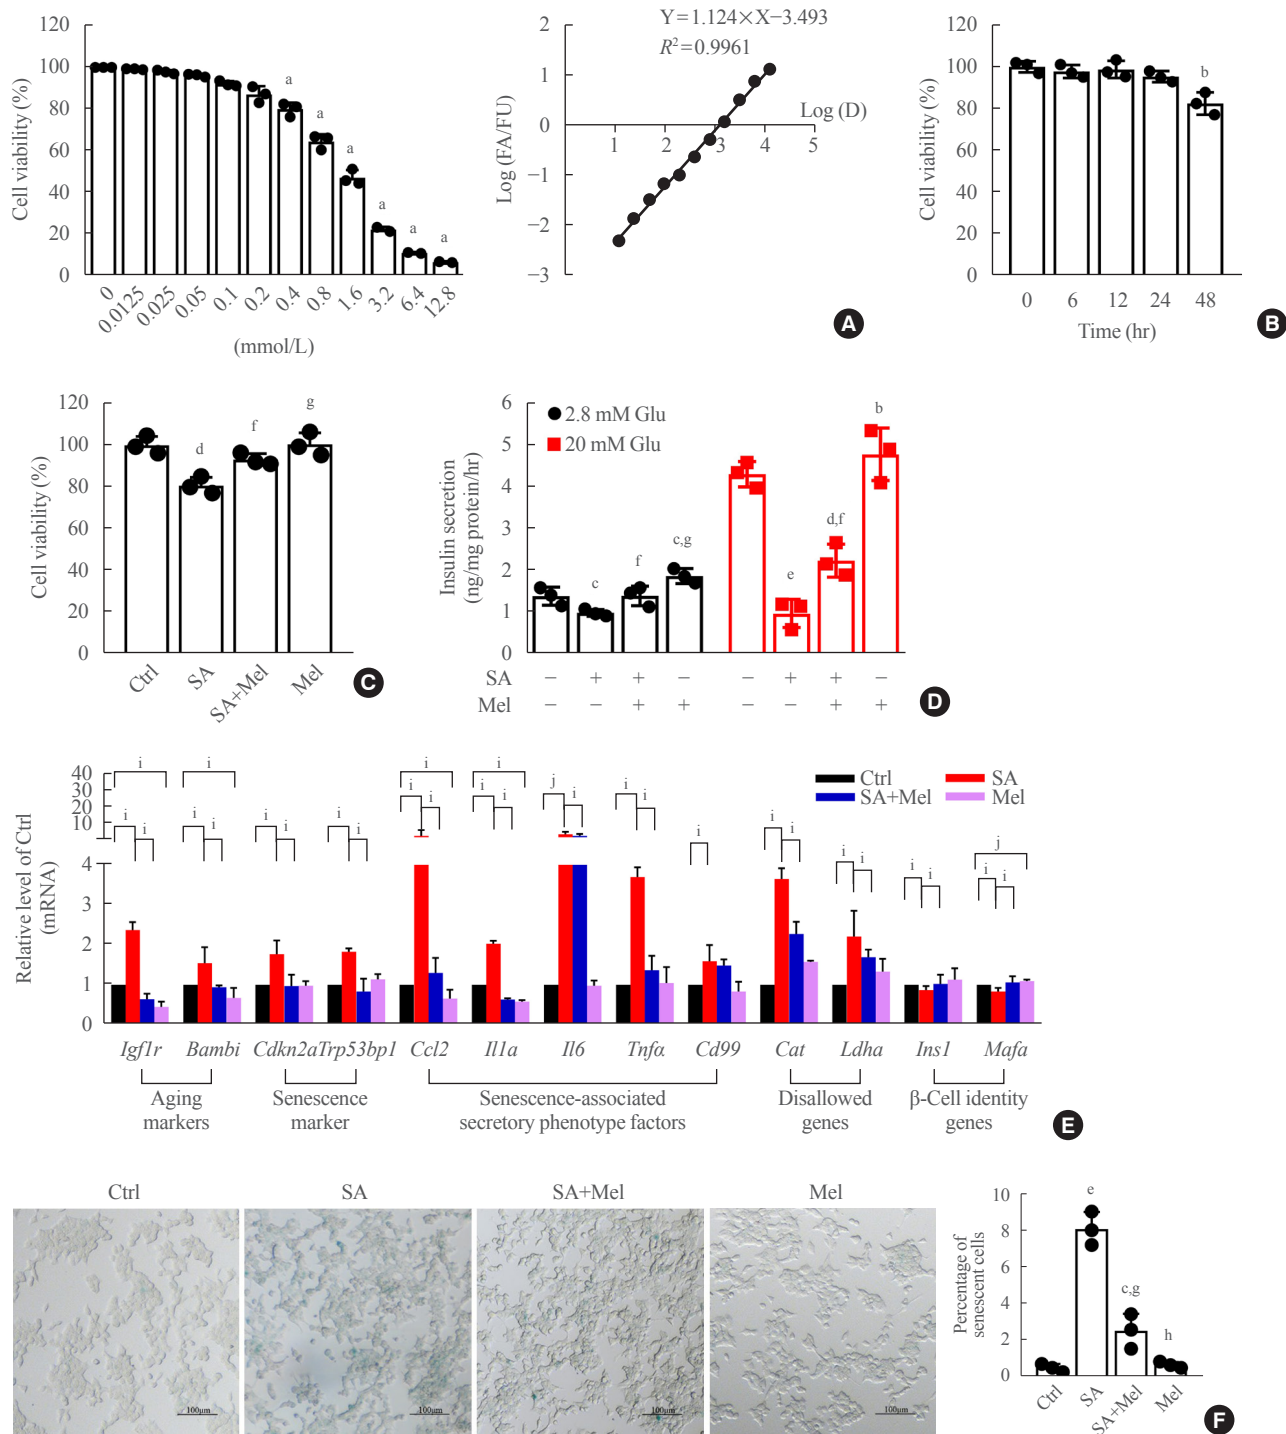 120
100
80
60
40
20
0
Cell viability (%)
a
a
a
a
a
a
0
0.0125
0.025
0.05
0.1
0.2
0.4
0.8
1.6
3.2
6.4
12.8
(mmol/L)
Y=1.124×X−3.493
R²=0.9961
2
1
0
−1
−2
−3
Log (FA/FU)
Log (D)
1 2 3 4 5
A
120
100
80
60
40
20
0
Cell viability (%)
b
0 6 12 24 48
Time (hr)
B
120
100
80
60
40
20
0
Cell viability (%)
d
f
g
Ctrl
SA
SA+Mel
Mel
C
6
5
4
3
2
1
0
Insulin secretion
(ng/mg protein/hr)
2.8 mM Glu
20 mM Glu
c
f
c,g
e
d,f
b
SA − + + − − + + −
Mel − − + + − − + +
D
40
30
20
10
4
3
2
1
0
Relative level of Ctrl
(mRNA)
i i i i i
i i i i i i i i
i i j i i i i
i i i i i i i
i i j i i
Ctrl SA
SA+Mel Mel
Igf1r Bambi Cdkn2a Trp53bp1 Ccl2 Il1a Il6 Tnfα Cd99 Cat Ldha Ins1 Mafa
Aging
markers
Senescence
marker
Senescence-associated
secretory phenotype factors
Disallowed
genes
β-Cell identity
genes
E
Ctrl SA SA+Mel Mel
100μm 100μm 100μm 100μm
10
8
6
4
2
0
Percentage of
senescent cells
e
c,g
h
Ctrl
SA
SA+Mel
Mel
F